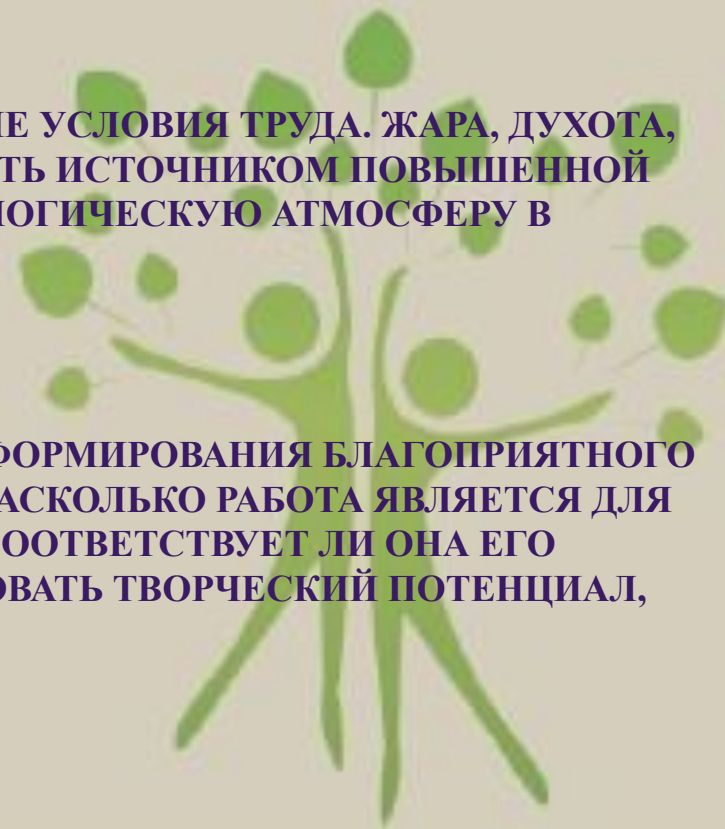 Е УСЛОВИЯ ТРУДА. ЖАРА, ДУХОТА,
ТЬ ИСТОЧНИКОМ ПОВЫШЕННОЙ
ЛОГИЧЕСКУЮ АТМОСФЕРУ В
ФОРМИРОВАНИЯ БЛАГОПРИЯТНОГО
АСКОЛЬКО РАБОТА ЯВЛЯЕТСЯ ДЛЯ
ООТВЕТСТВУЕТ ЛИ ОНА ЕГО
ОВАТЬ ТВОРЧЕСКИЙ ПОТЕНЦИАЛ,